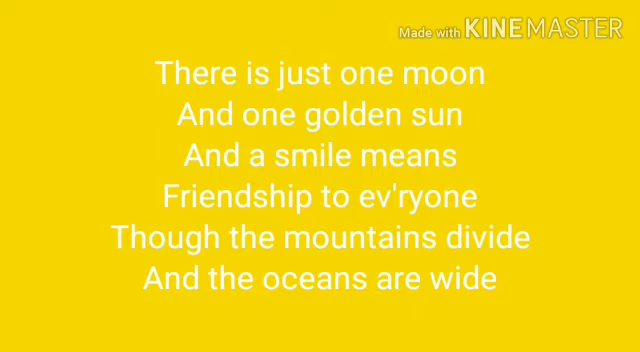 Made with KINEMASTER
There is just one moon
And one golden sun
And a smile means
Friendship to ev'ryone
Though the mountains divide
And the oceans are wide